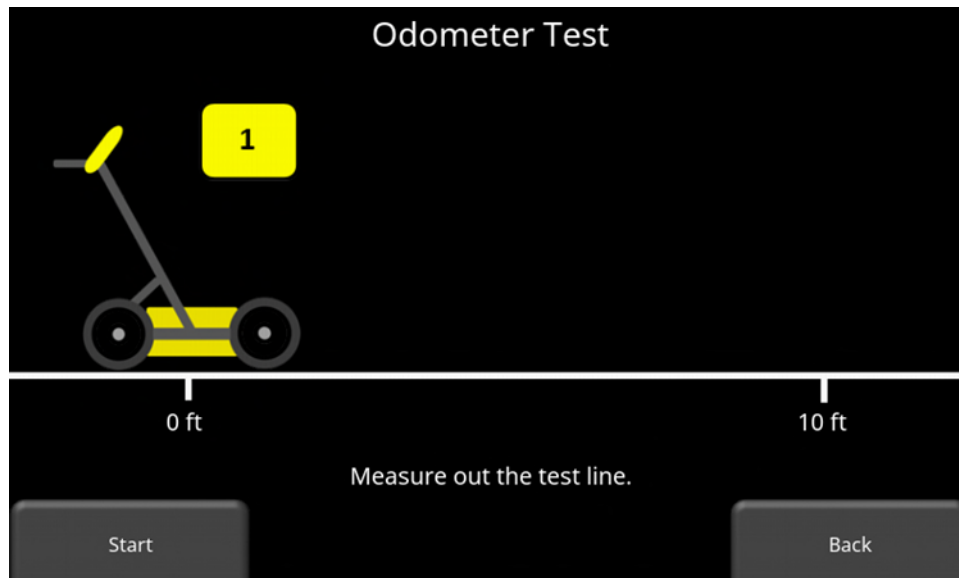 Odometer Test
1
0 ft
10 ft
Measure out the test line.
Start
Back